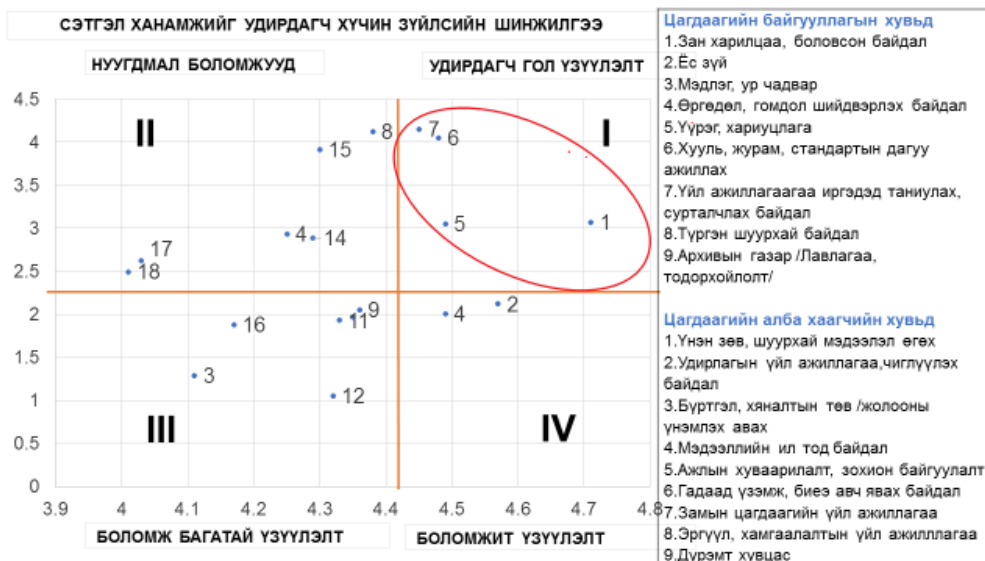 СЭТГЭЛ ХАНАМЖИЙГ УДИРДАГЧ ХҮЧИН ЗҮЙЛСИЙН ШИНЖИЛГЭЭ
НУУГДМАЛ БОЛОМЖУУД
УДИРДАГЧ ГОЛ ҮЗҮҮЛЭЛТ
4.5
4
3.5
3
2.5
2
1.5
1
0.5
0
II
I
III
IV
8
7
6
15
5
1
4
14
17
18
9
11
16
4
2
3
12
3.9
4
4.1
4.2
4.3
4.4
4.5
4.6
4.7
4.8
БОЛОМЖ БАГАТАЙ ҮЗҮҮЛЭЛТ
БОЛОМЖИТ ҮЗҮҮЛЭЛТ
Цагдаагийн байгууллагын хувьд
1.Зан харилцаа, боловсон байдал
2.Ёс зүй
3.Мэдлэг, ур чадвар
4.Өргөдөл, гомдол шийдвэрлэх байдал
5.Үүрэг, хариуцлага
6.Хууль, журам, стандартын дагуу
ажиллах
7.Үйл ажиллагаагаа иргэдэд таниулах,
сурталчлах байдал
8.Түргэн шуурхай байдал
9.Архивын газар /Лавлагаа,
тодорхойлолт/
Цагдаагийн алба хаагчийн хувьд
1.Үнэн зөв, шуурхай мэдээлэл өгөх
2.Удирлагын үйл ажиллагаа,чиглүүлэх
байдал
3.Бүртгэл, хяналтын төв /жолооны
үнэмлэх авах
4.Мэдээллийн ил тод байдал
5.Ажлын хуваарилалт, зохион байгуулалт
6.Гадаад үзэмж, биеэ авч явах байдал
7.Замын цагдаагийн үйл ажиллагаа
8.Эргүүл, хамгаалалтын үйл ажилллагаа
9.Дүрэмт хувцас